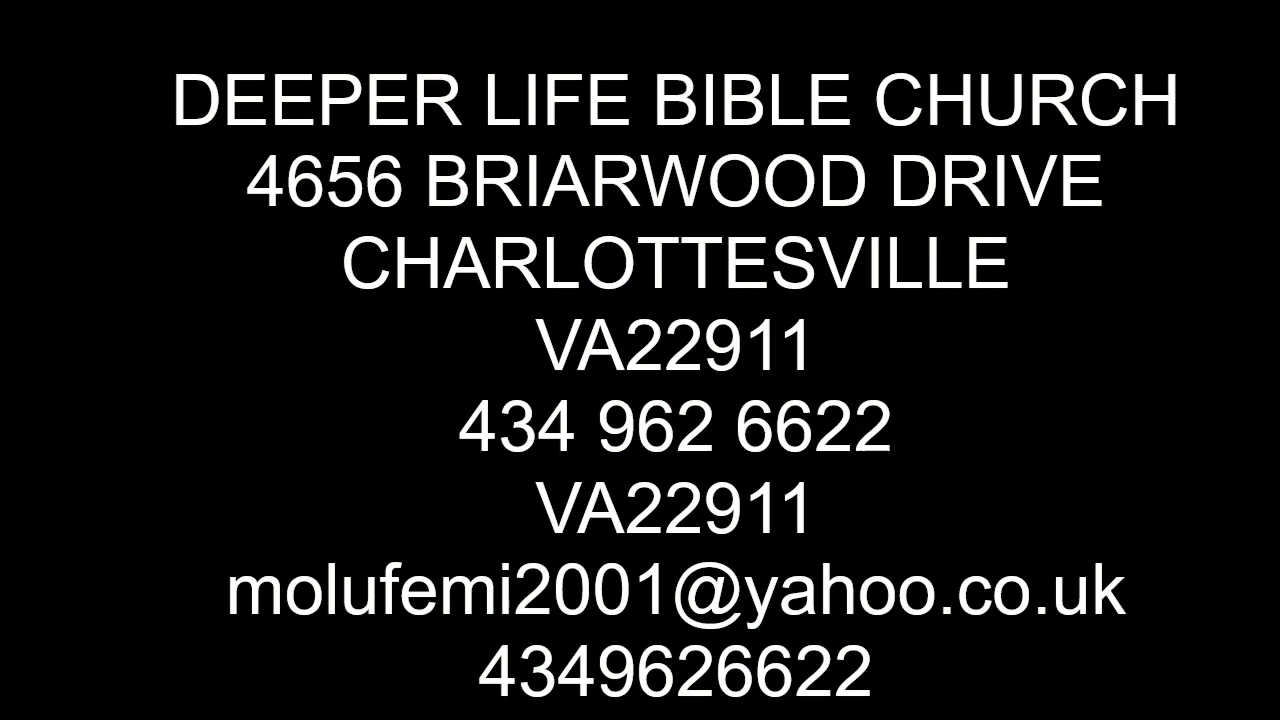 DEEPER LIFE BIBLE CHURCH
4656 BRIARWOOD DRIVE
CHARLOTTESVILLE
VA22911
434 962 6622
VA22911
molufemi2001@yahoo.co.uk
4349626622